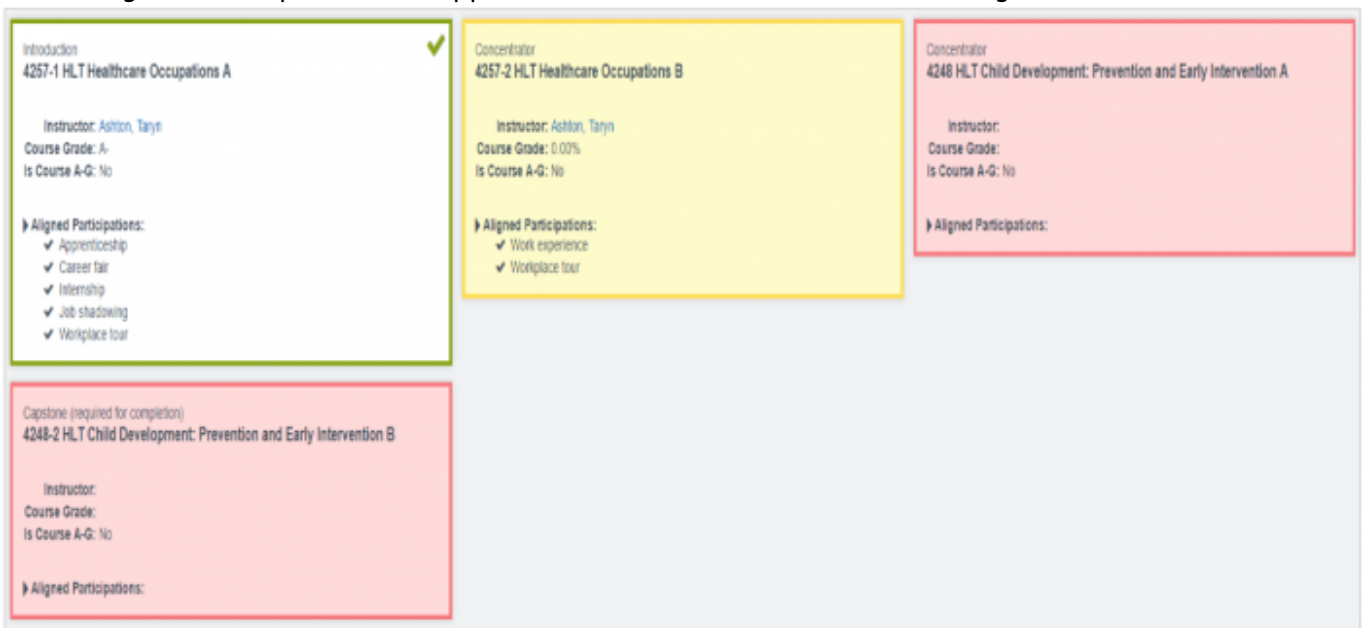 Introduction
4257-1 HLT Healthcare Occupations A
Instructor: Ashton, Taryn
Course Grade: A-
Is Course A-G: No
Aligned Participations:
Apprenticeship
Career fair
Internship
Job shadowing
Workplace tour
Concentrator
4257-2 HLT Healthcare Occupations B
Instructor: Ashton, Taryn
Course Grade: 0.00%
Is Course A-G: No
Aligned Participations:
Work experience
Workplace tour
Concentrator
4248 HLT Child Development: Prevention and Early Intervention A
Instructor:
Course Grade:
Is Course A-G: No
Aligned Participations:
Capstone (required for completion)
4248-2 HLT Child Development: Prevention and Early Intervention B
Instructor:
Course Grade:
Is Course A-G: No
Aligned Participations: